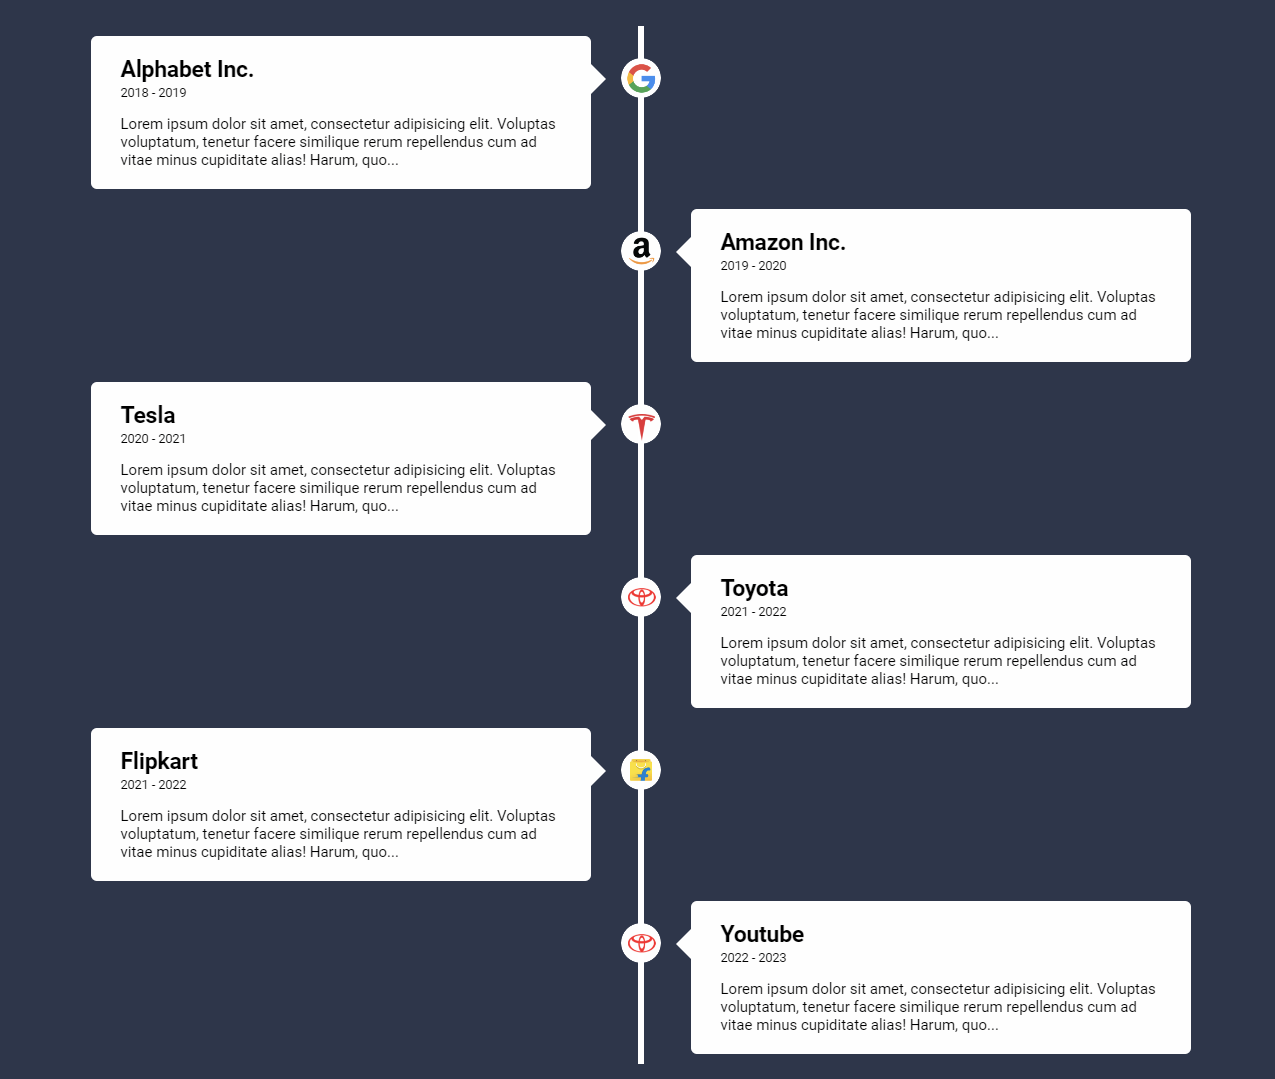 Alphabet Inc.
2018 - 2019
Lorem ipsum dolor sit amet, consectetur adipisicing elit. Voluptas
voluptatum, tenetur facere similique rerum repellendus cum ad
vitae minus cupiditate alias! Harum, quo...
Amazon Inc.
2019 - 2020
Lorem ipsum dolor sit amet, consectetur adipisicing elit. Voluptas
voluptatum, tenetur facere similique rerum repellendus cum ad
vitae minus cupiditate alias! Harum, quo...
Tesla
2020 - 2021
Lorem ipsum dolor sit amet, consectetur adipisicing elit. Voluptas
voluptatum, tenetur facere similique rerum repellendus cum ad
vitae minus cupiditate alias! Harum, quo...
Toyota
2021 - 2022
Lorem ipsum dolor sit amet, consectetur adipisicing elit. Voluptas
voluptatum, tenetur facere similique rerum repellendus cum ad
vitae minus cupiditate alias! Harum, quo...
Flipkart
2021 - 2022
Lorem ipsum dolor sit amet, consectetur adipisicing elit. Voluptas
voluptatum, tenetur facere similique rerum repellendus cum ad
vitae minus cupiditate alias! Harum, quo...
Youtube
2022 - 2023
Lorem ipsum dolor sit amet, consectetur adipisicing elit. Voluptas
voluptatum, tenetur facere similique rerum repellendus cum ad
vitae minus cupiditate alias! Harum, quo...